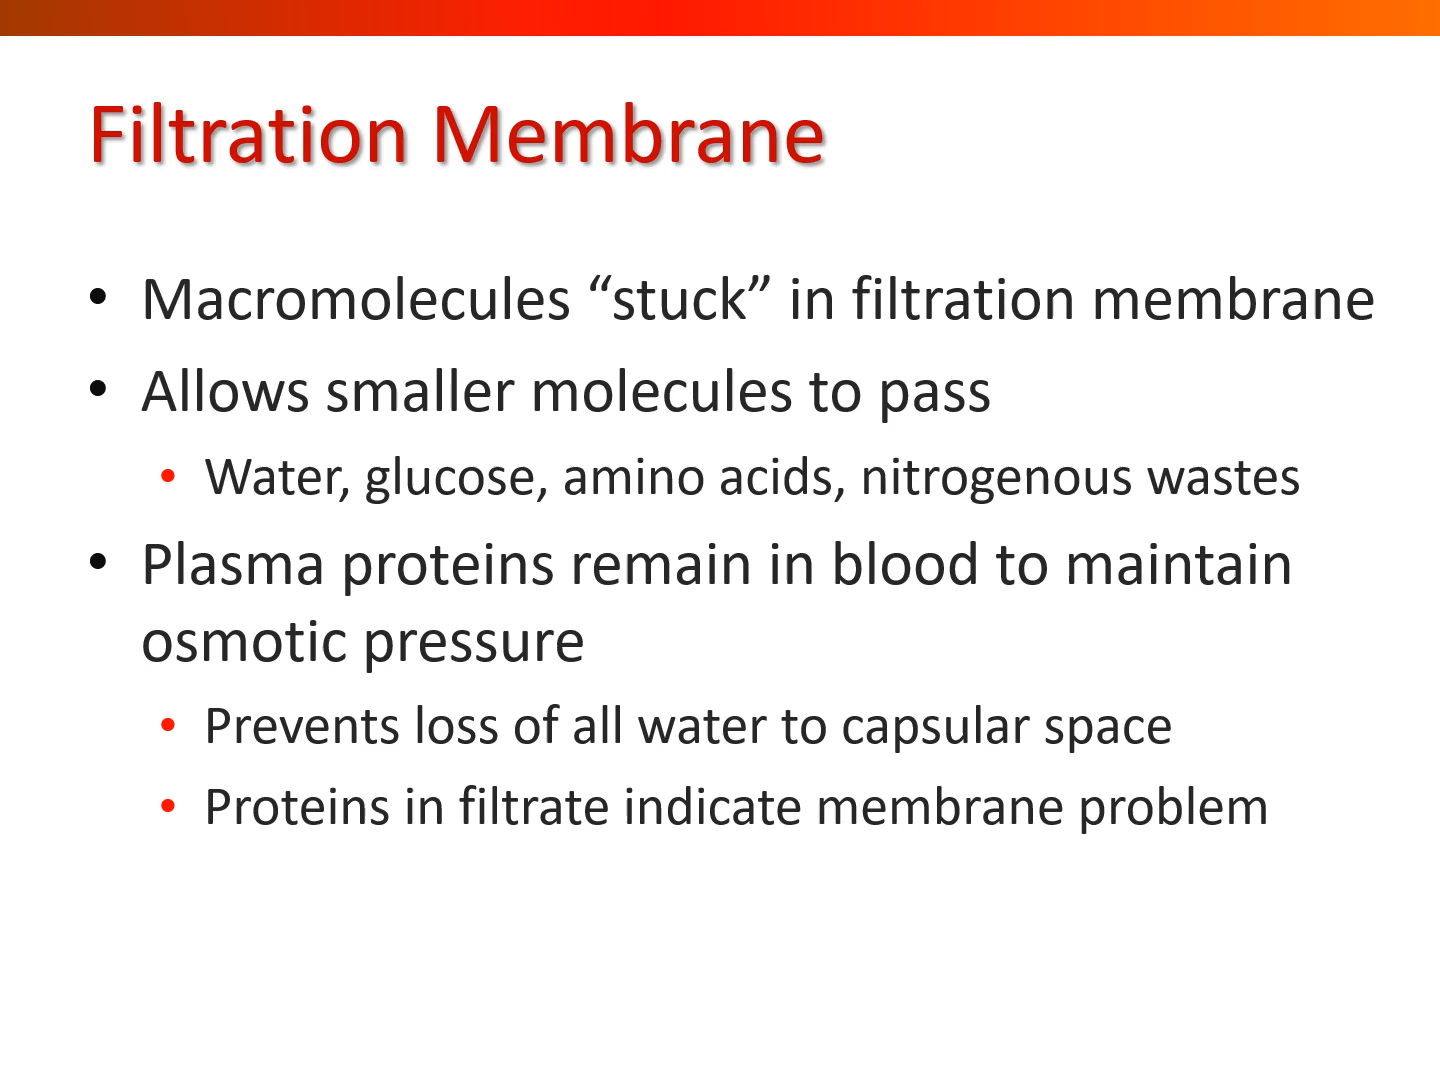 Filtration Membrane
• Macromolecules “stuck” in filtration membrane
• Allows smaller molecules to pass
• Water, glucose, amino acids, nitrogenous wastes
• Plasma proteins remain in blood to maintain
osmotic pressure
• Prevents loss of all water to capsular space
• Proteins in filtrate indicate membrane problem